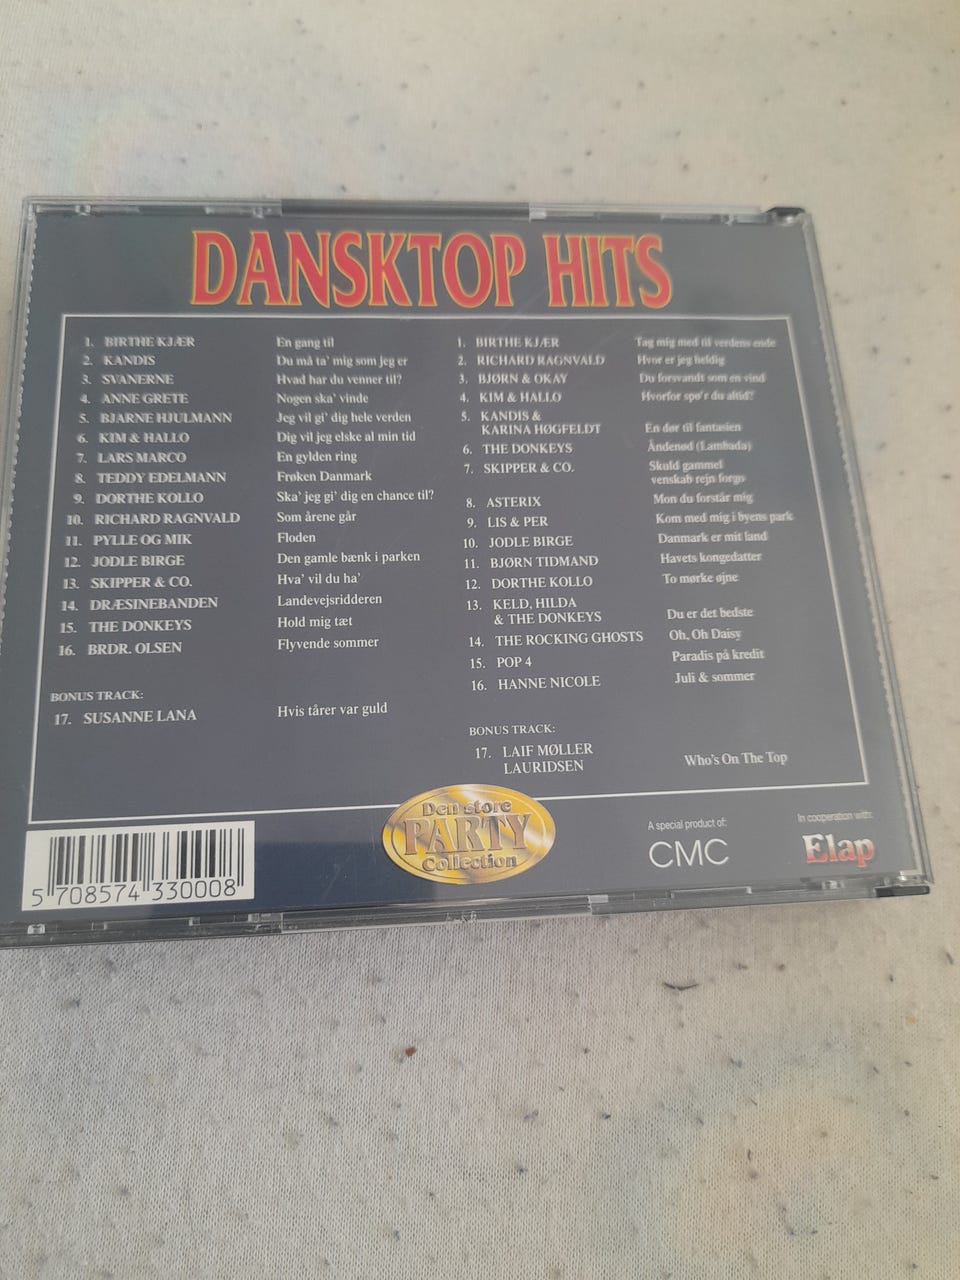 DANSKTOP HITS
1. BIRTHE KJÆR En gang til
2. KANDIS Du må ta' mig som jeg er
3. SVANERNE Hvad har du venner til?
4. ANNE GRETE Nogen ska' vinde
5. BJARNE HJULMANN Jeg vil gi' dig hele verden
6. KIM & HALLO Dig vil jeg elske al min tid
7. LARS MARCO En gylden ring
8. TEDDY EDELMANN Frøken Danmark
9. DORTHE KOLLO Ska' jeg gi' dig en chance til?
10. RICHARD RAGNVALD Som årene går
11. PYLLE OG MIK Floden
12. JODLE BIRGE Den gamle bænk i parken
13. SKIPPER & CO. Hva' vil du ha'
14. DRÆSINEBANDEN Landevejsridderen
15. THE DONKEYS Hold mig tæt
16. BRDR. OLSEN Flyvende sommer
BONUS TRACK:
17. SUSANNE LANA Hvis tårer var guld
1. BIRTHE KJÆR Tag mig med til verdens ende
2. RICHARD RAGNVALD Hvor er jeg heldig
3. BJØRN & OKAY Du forsvandt som en vind
4. KIM & HALLO Hvorfor spø'r du altid?
5. KANDIS &
KARINA HØGFELDT En dør til fantasien
6. THE DONKEYS Åndenød (Lambada)
7. SKIPPER & CO. Skuld gammel
venskab rejn forgo
8. ASTERIX Mon du forstår mig
9. LIS & PER Kom med mig i byens park
10. JODLE BIRGE Danmark er mit land
11. BJØRN TIDMAND Havets kongedatter
12. DORTHE KOLLO To mørke øjne
13. KELD, HILDA
& THE DONKEYS Du er det bedste
14. THE ROCKING GHOSTS Oh, Oh Daisy
15. POP 4 Paradis på kredit
16. HANNE NICOLE Juli & sommer
BONUS TRACK:
17. LAIF MØLLER
LAURIDSEN Who's On The Top
5 708574 330008
Den store
PARTY
Collection
A special product of:
CMC
In cooperation with:
Elap